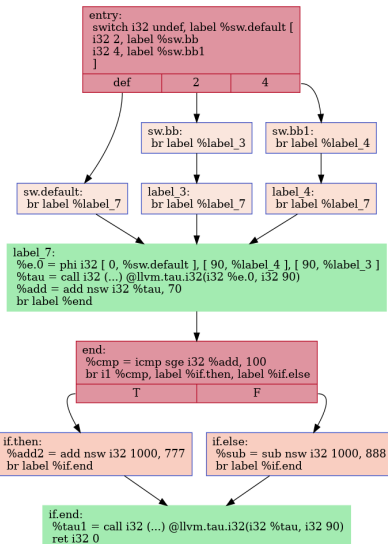 entry:
switch i32 undef, label %sw.default [
i32 2, label %sw.bb
i32 4, label %sw.bb1
]
def 2 4
sw.bb:
br label %label_3
sw.bb1:
br label %label_4
sw.default:
br label %label_7
label_3:
br label %label_7
label_4:
br label %label_7
label_7:
%e.0 = phi i32 [ 0, %sw.default ], [ 90, %label_4 ], [ 90, %label_3 ]
%tau = call i32 (...) @llvm.tau.i32(i32 %e.0, i32 90)
%add = add nsw i32 %tau, 70
br label %end
end:
%cmp = icmp sge i32 %add, 100
br i1 %cmp, label %if.then, label %if.else
T F
if.then:
%add2 = add nsw i32 1000, 777
br label %if.end
if.else:
%sub = sub nsw i32 1000, 888
br label %if.end
if.end:
%tau1 = call i32 (...) @llvm.tau.i32(i32 %tau, i32 90)
ret i32 0